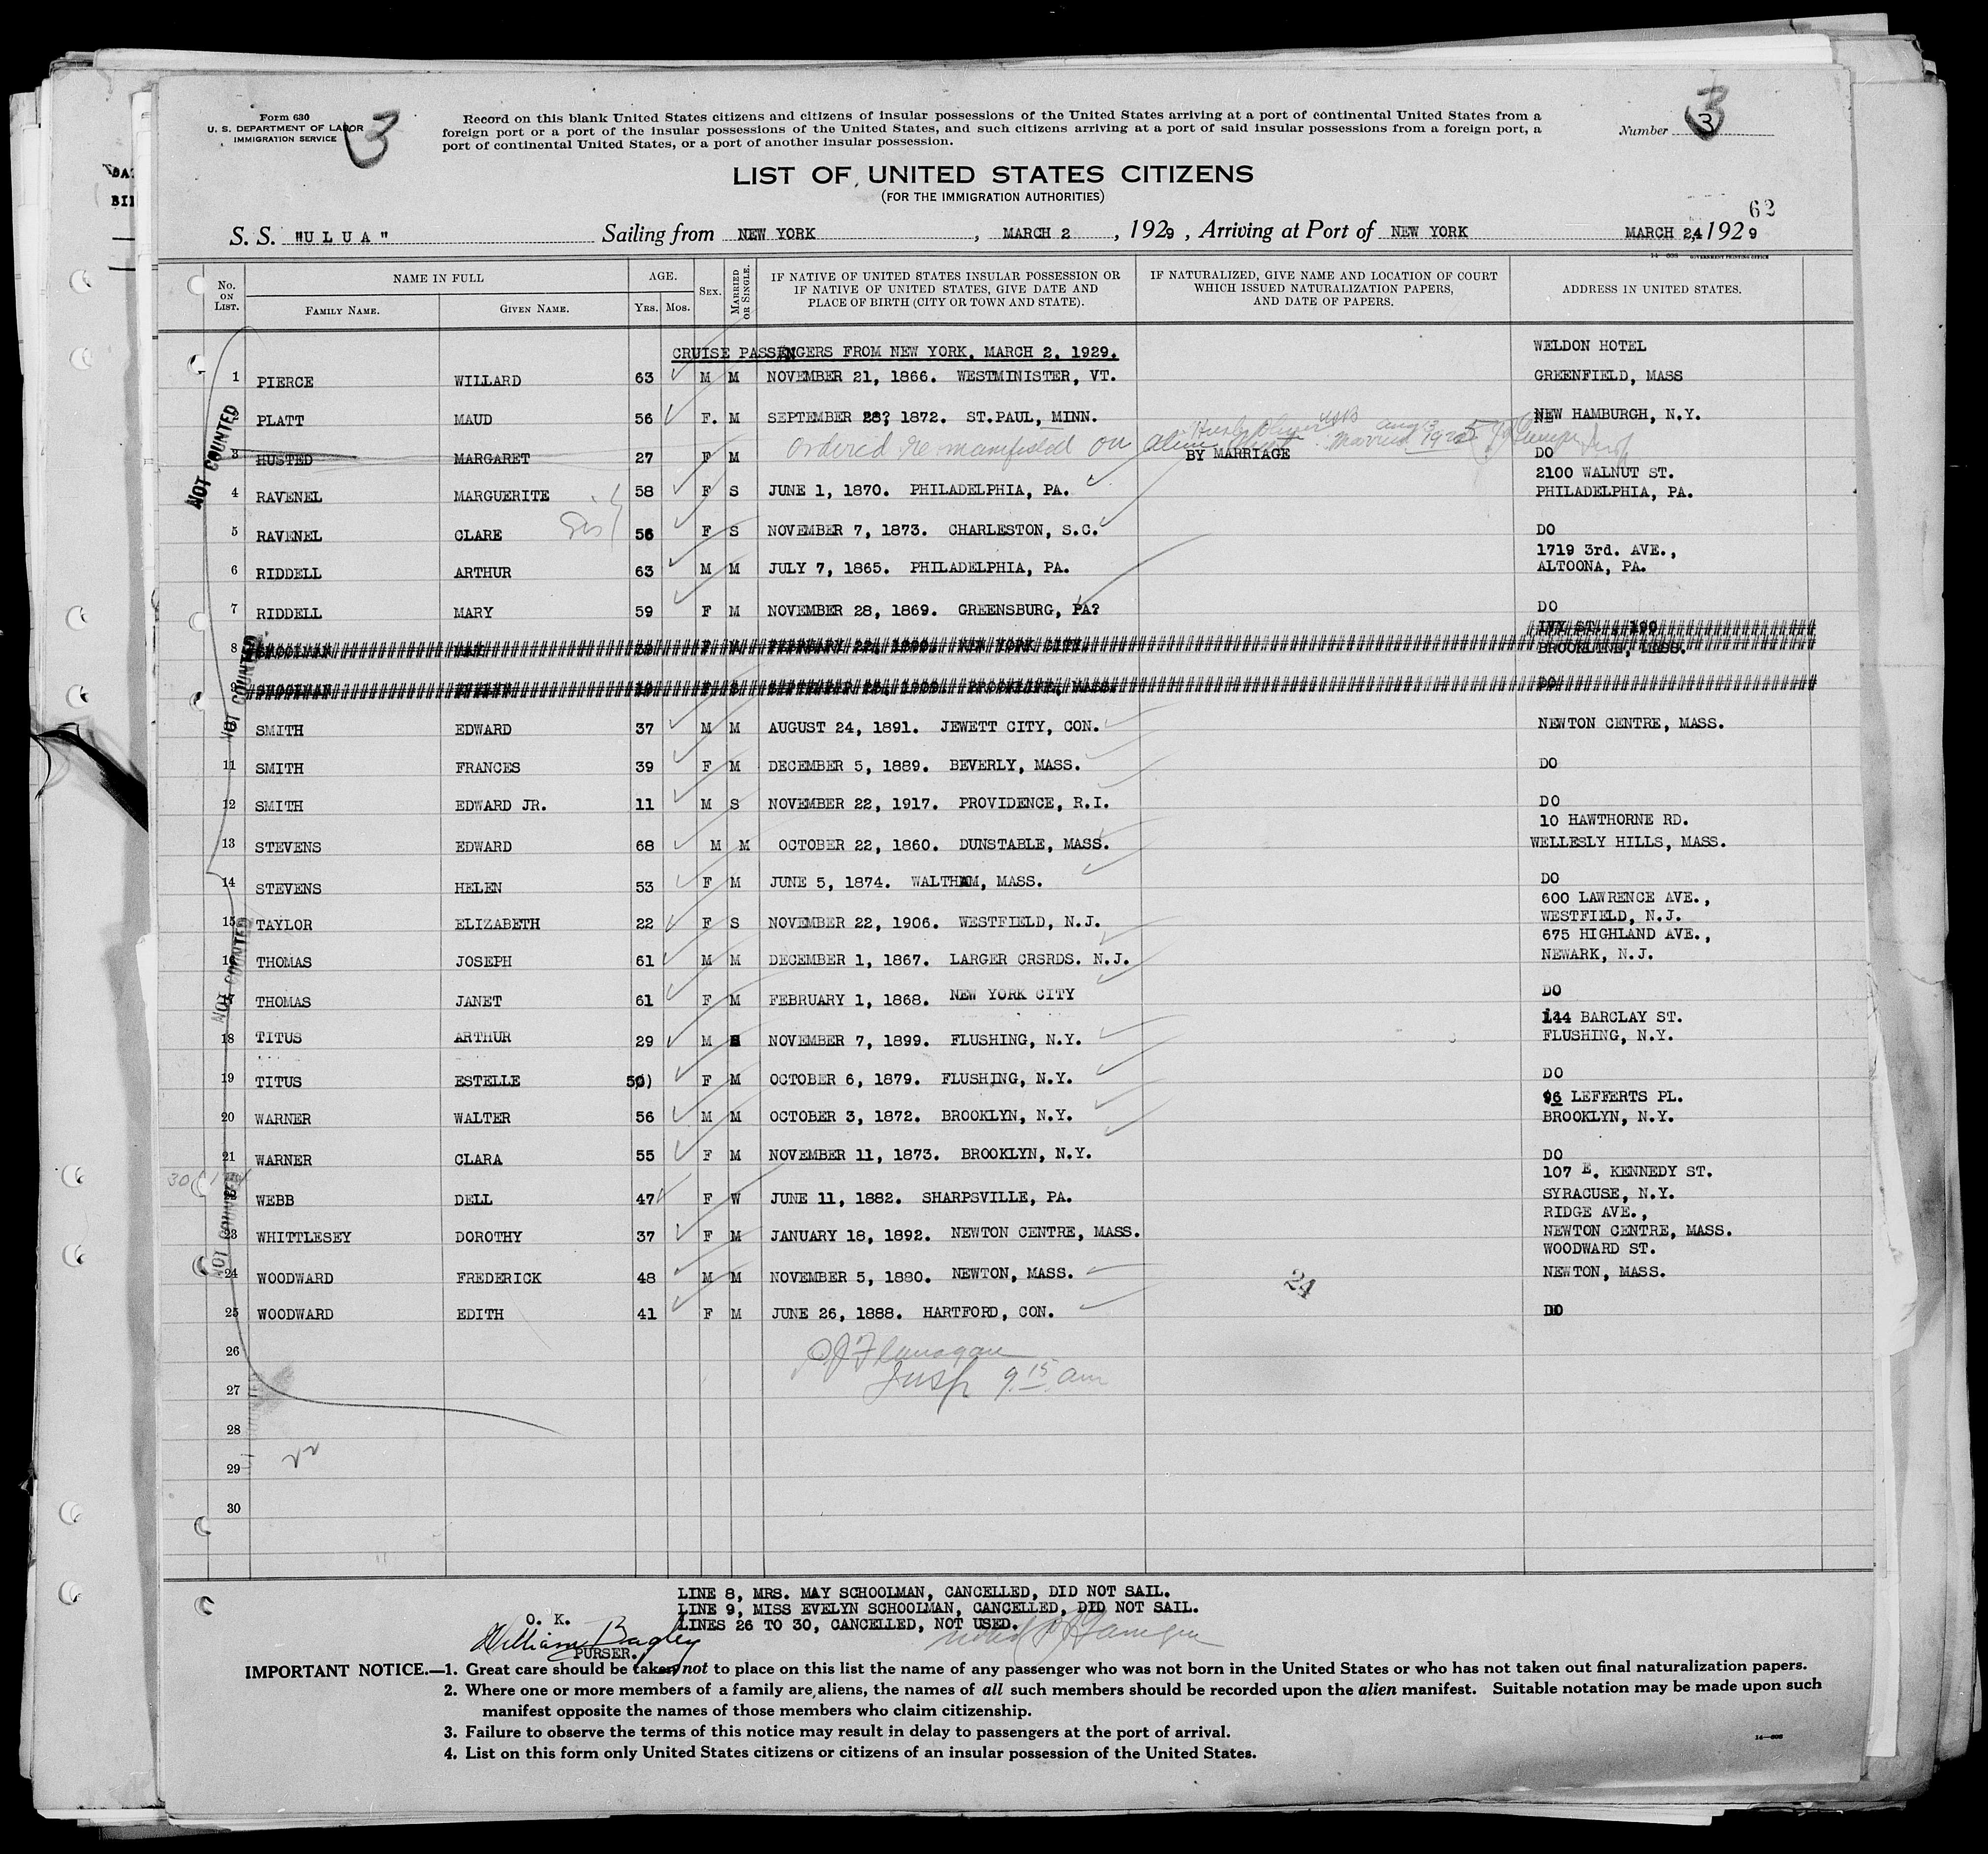 Form 630
U. S. DEPARTMENT OF LABOR
IMMIGRATION SERVICE
3
Record on this blank United States citizens and citizens of insular possessions of the United States arriving at a port of continental United States from a
foreign port or a port of the insular possessions of the United States, and such citizens arriving at a port of said insular possessions from a foreign port, a
port of continental United States, or a port of another insular possession.
Number 3
3
LIST OF UNITED STATES CITIZENS
(FOR THE IMMIGRATION AUTHORITIES)
62
S. S. "ULUA" Sailing from NEW YORK, MARCH 2, 1929, Arriving at Port of NEW YORK MARCH 24, 1929
No. ON LIST. NAME IN FULL FAMILY NAME. GIVEN NAME. AGE. YRS. MOS. SEX. MARRIED OR SINGLE. IF NATIVE OF UNITED STATES INSULAR POSSESSION OR IF NATIVE OF UNITED STATES, GIVE DATE AND PLACE OF BIRTH (CITY OR TOWN AND STATE). IF NATURALIZED, GIVE NAME AND LOCATION OF COURT WHICH ISSUED NATURALIZATION PAPERS, AND DATE OF PAPERS. ADDRESS IN UNITED STATES.
CRUISE PASSENGERS FROM NEW YORK, MARCH 2, 1929.
WELDON HOTEL
1 PIERCE WILLARD 63 M M NOVEMBER 21, 1866. WESTMINISTER, VT. GREENFIELD, MASS
2 PLATT MAUD 56 F. M SEPTEMBER 28? 1872. ST.PAUL, MINN. NEW HAMBURGH, N.Y.
Ordered re manifested on alien
3 HUSTED MARGARET 27 F M BY MARRIAGE DO
2100 WALNUT ST.
4 RAVENEL MARGUERITE 58 F S JUNE 1, 1870. PHILADELPHIA, PA. PHILADELPHIA, PA.
Sis
5 RAVENEL CLARE 56 F S NOVEMBER 7, 1873. CHARLESTON, S.C. DO
1719 3rd. AVE.,
6 RIDDELL ARTHUR 63 M M JULY 7, 1865. PHILADELPHIA, PA. ALTOONA, PA.
7 RIDDELL MARY 59 F M NOVEMBER 28, 1869. GREENSBURG, PA? DO
8 SCHOOLMAN MAY NEW YORK CITY. BROOKLINE, MASS.
SCHOOLMAN DO
10 SMITH EDWARD 37 M M AUGUST 24, 1891. JEWETT CITY, CON. NEWTON CENTRE, MASS.
11 SMITH FRANCES 39 F M DECEMBER 5, 1889. BEVERLY, MASS. DO
12 SMITH EDWARD JR. 11 M S NOVEMBER 22, 1917. PROVIDENCE, R.I. DO
10 HAWTHORNE RD.
13 STEVENS EDWARD 68 M M OCTOBER 22, 1860. DUNSTABLE, MASS. WELLESLY HILLS, MASS.
14 STEVENS HELEN 53 F M JUNE 5, 1874. WALTHAM, MASS. DO
600 LAWRENCE AVE.,
15 TAYLOR ELIZABETH 22 F S NOVEMBER 22, 1906. WESTFIELD, N.J. WESTFIELD, N.J.
675 HIGHLAND AVE.,
16 THOMAS JOSEPH 61 M M DECEMBER 1, 1867. LARGER CRSRDS. N.J. NEWARK, N.J.
17 THOMAS JANET 61 F M FEBRUARY 1, 1868. NEW YORK CITY DO
144 BARCLAY ST.
18 TITUS ARTHUR 29 M NOVEMBER 7, 1899. FLUSHING, N.Y. FLUSHING, N.Y.
19 TITUS ESTELLE 50) F M OCTOBER 6, 1879. FLUSHING, N.Y. DO
96 LEFFERTS PL.
20 WARNER WALTER 56 M M OCTOBER 3, 1872. BROOKLYN, N.Y. BROOKLYN, N.Y.
21 WARNER CLARA 55 F M NOVEMBER 11, 1873. BROOKLYN, N.Y. DO
107 E. KENNEDY ST.
22 WEBB DELL 47 F W JUNE 11, 1882. SHARPSVILLE, PA. SYRACUSE, N.Y.
RIDGE AVE.,
23 WHITTLESEY DOROTHY 37 F M JANUARY 18, 1892. NEWTON CENTRE, MASS. NEWTON CENTRE, MASS.
WOODWARD ST.
24 WOODWARD FREDERICK 48 M M NOVEMBER 5, 1880. NEWTON, MASS. 24 NEWTON, MASS.
25 WOODWARD EDITH 41 F M JUNE 26, 1888. HARTFORD, CON. DO
NOT COUNTED
NOT COUNTED
NOT COUNTED
NOT COUNTED
26
Flanagan
27
Insp 9.15 am
28
29
30
LINE 8, MRS. MAY SCHOOLMAN, CANCELLED, DID NOT SAIL.
LINE 9, MISS EVELYN SCHOOLMAN, CANCELLED, DID NOT SAIL.
LINES 26 TO 30, CANCELLED, NOT USED.
O. K.
William Bagley
PURSER.
IMPORTANT NOTICE.—1. Great care should be taken not to place on this list the name of any passenger who was not born in the United States or who has not taken out final naturalization papers.
2. Where one or more members of a family are aliens, the names of all such members should be recorded upon the alien manifest. Suitable notation may be made upon such
manifest opposite the names of those members who claim citizenship.
3. Failure to observe the terms of this notice may result in delay to passengers at the port of arrival.
4. List on this form only United States citizens or citizens of an insular possession of the United States.